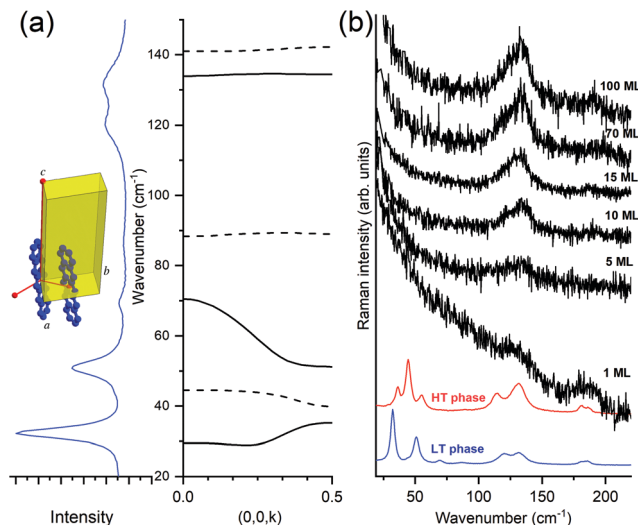 (a)
140
120
100
80
60
40
20
Wavenumber (cm⁻¹)
c
b
a
Intensity
0.0
0.5
(0,0,k)
(b)
Raman intensity (arb. units)
100 ML
70 ML
15 ML
10 ML
5 ML
1 ML
HT phase
LT phase
50
100
150
200
Wavenumber (cm⁻¹)